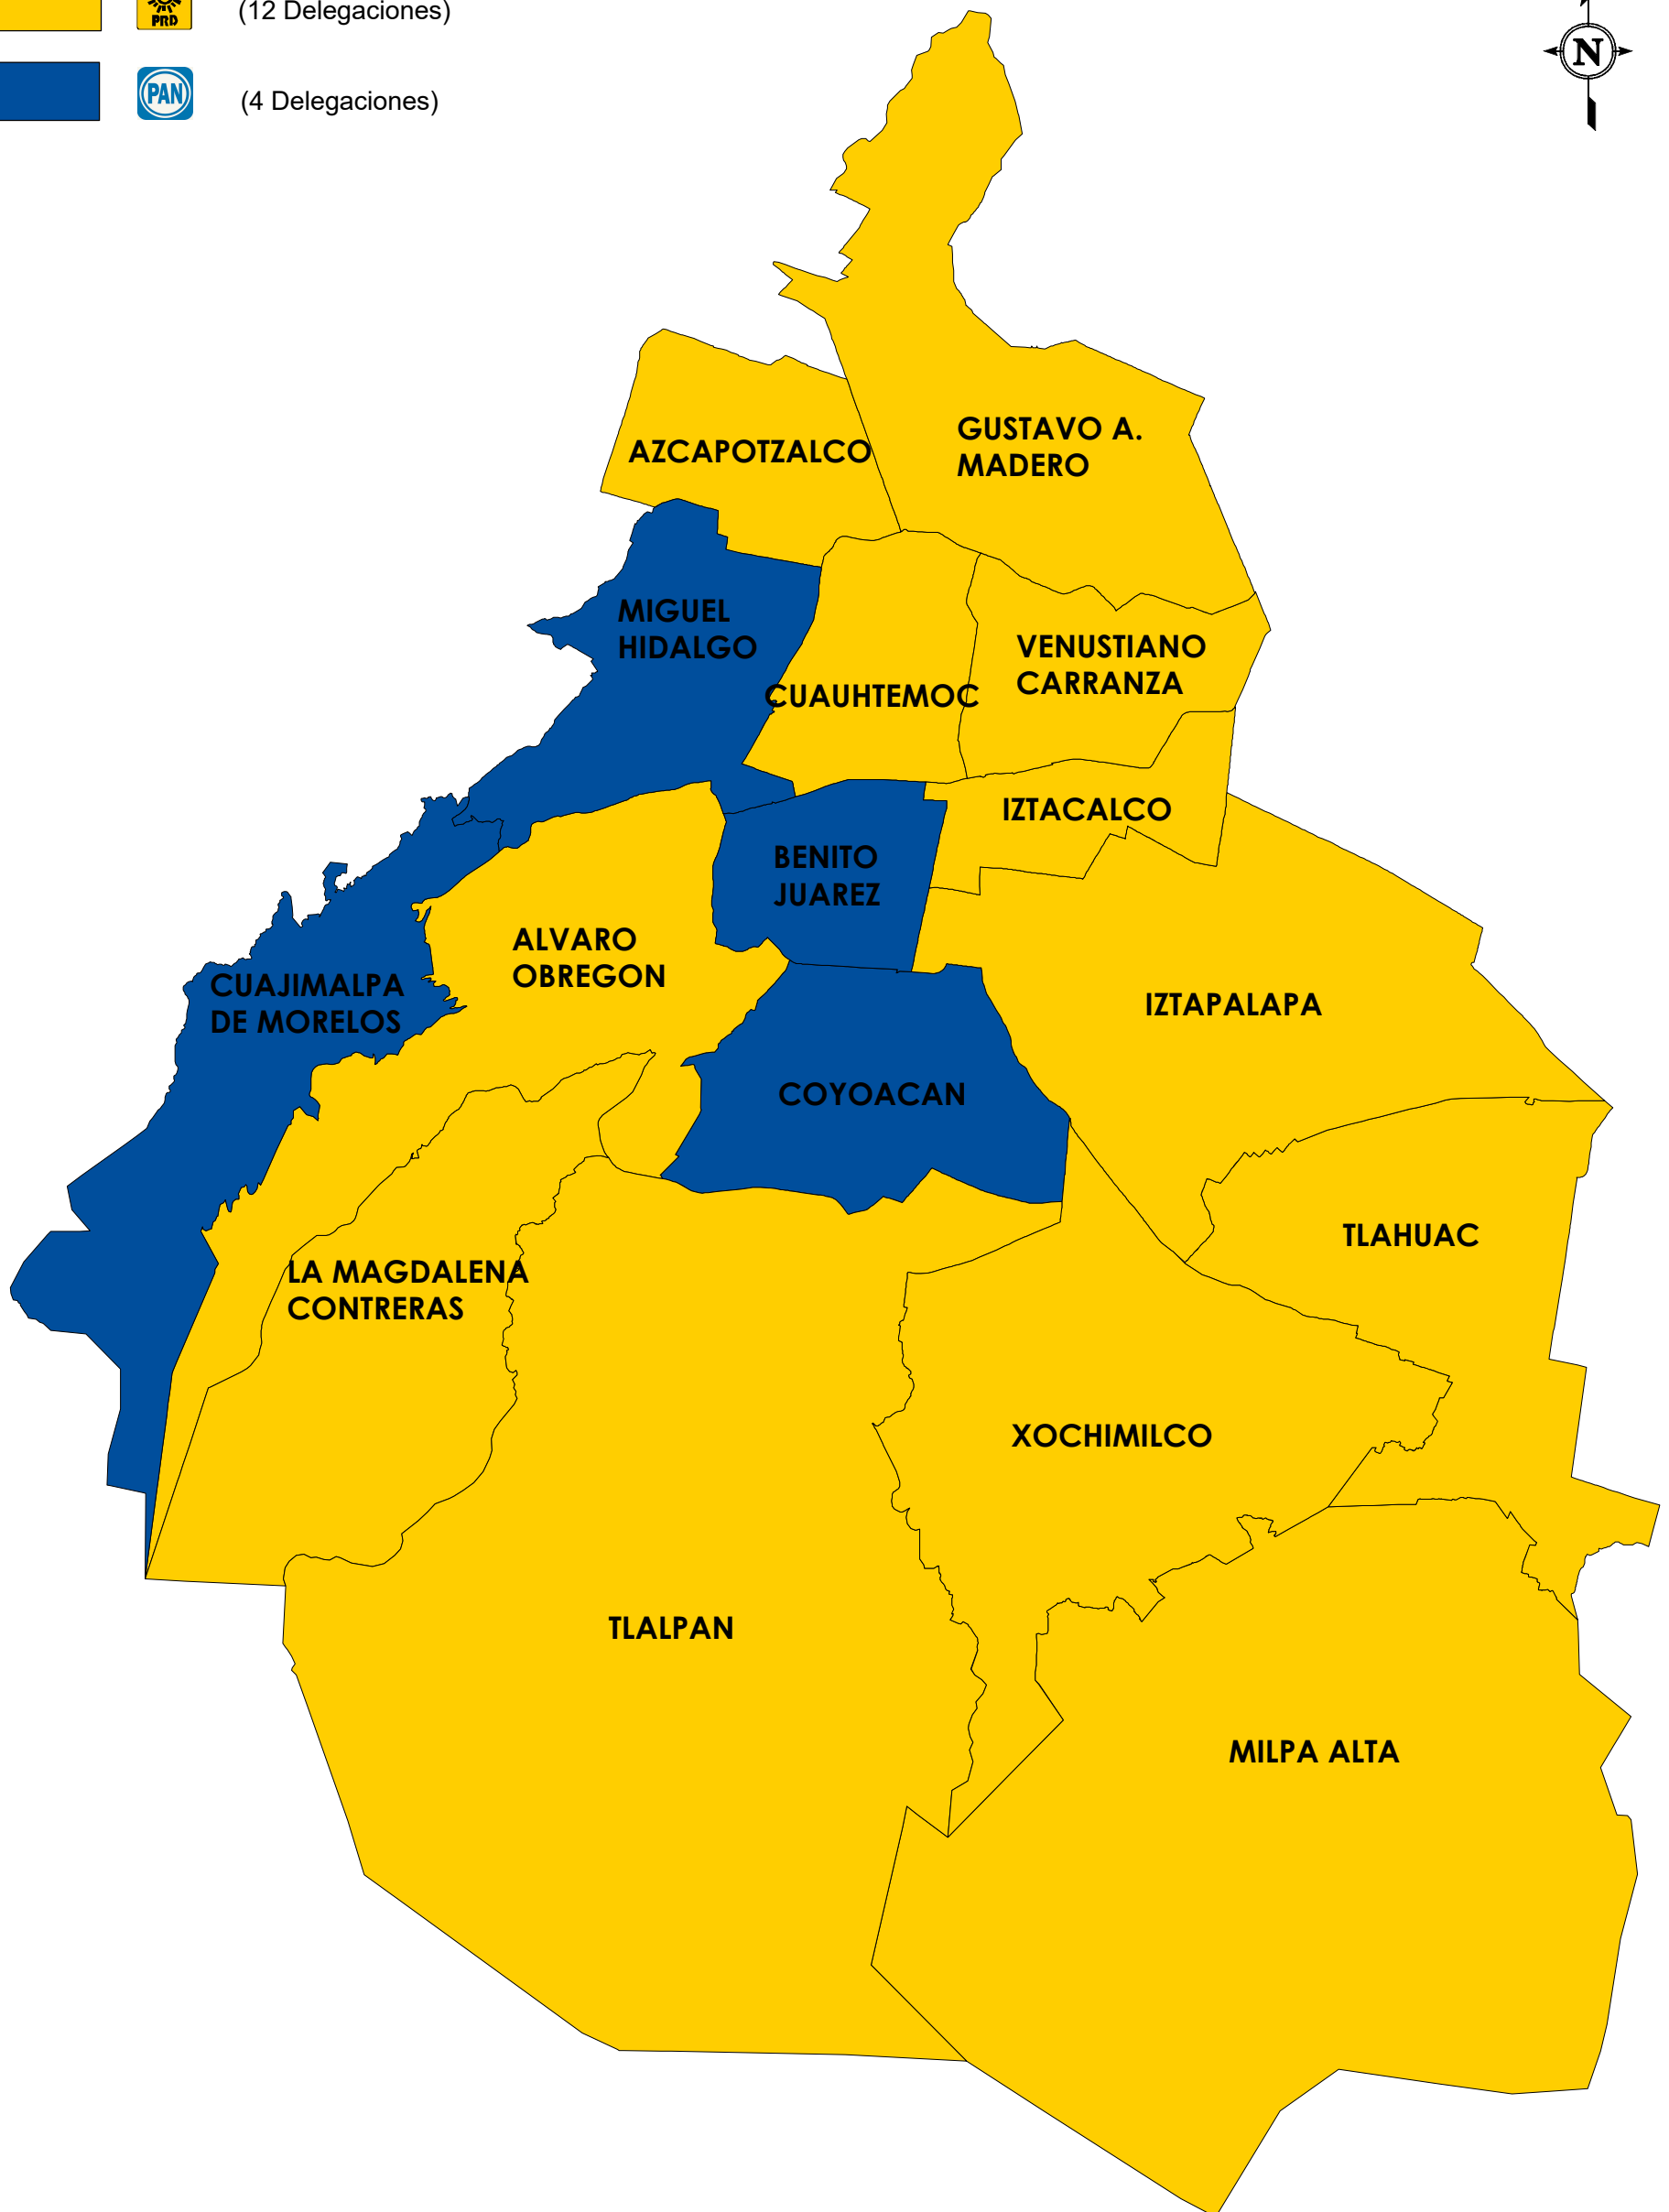 PRD
(12 Delegaciones)
PAN
(4 Delegaciones)
N
AZCAPOTZALCO
GUSTAVO A.
MADERO
MIGUEL
HIDALGO
CUAUHTEMOC
VENUSTIANO
CARRANZA
IZTACALCO
BENITO
JUAREZ
ALVARO
OBREGON
CUAJIMALPA
DE MORELOS
IZTAPALAPA
COYOACAN
TLAHUAC
LA MAGDALENA
CONTRERAS
XOCHIMILCO
TLALPAN
MILPA ALTA